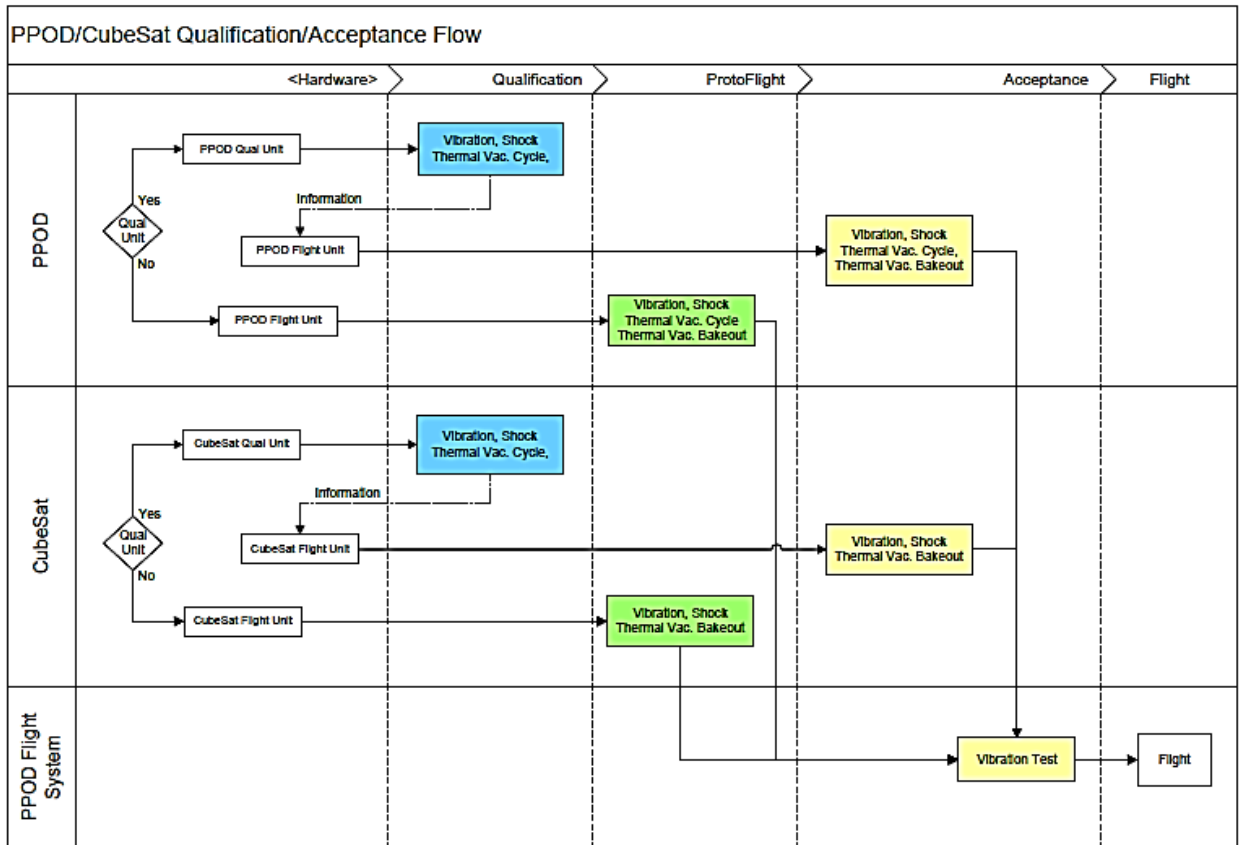 PPOD/CubeSat Qualification/Acceptance Flow
<Hardware>
Qualification
ProtoFlight
Acceptance
Flight
PPOD
Qual
Unit
Yes
No
PPOD Qual Unit
Vibration, Shock
Thermal Vac. Cycle,
Information
PPOD Flight Unit
Vibration, Shock
Thermal Vac. Cycle,
Thermal Vac. Bakeout
PPOD Flight Unit
Vibration, Shock
Thermal Vac. Cycle
Thermal Vac. Bakeout
CubeSat
Qual
Unit
Yes
No
CubeSat Qual Unit
Vibration, Shock
Thermal Vac. Cycle,
Information
CubeSat Flight Unit
Vibration, Shock
Thermal Vac. Bakeout
CubeSat Flight Unit
Vibration, Shock
Thermal Vac. Bakeout
PPOD Flight
System
Vibration Test
Flight